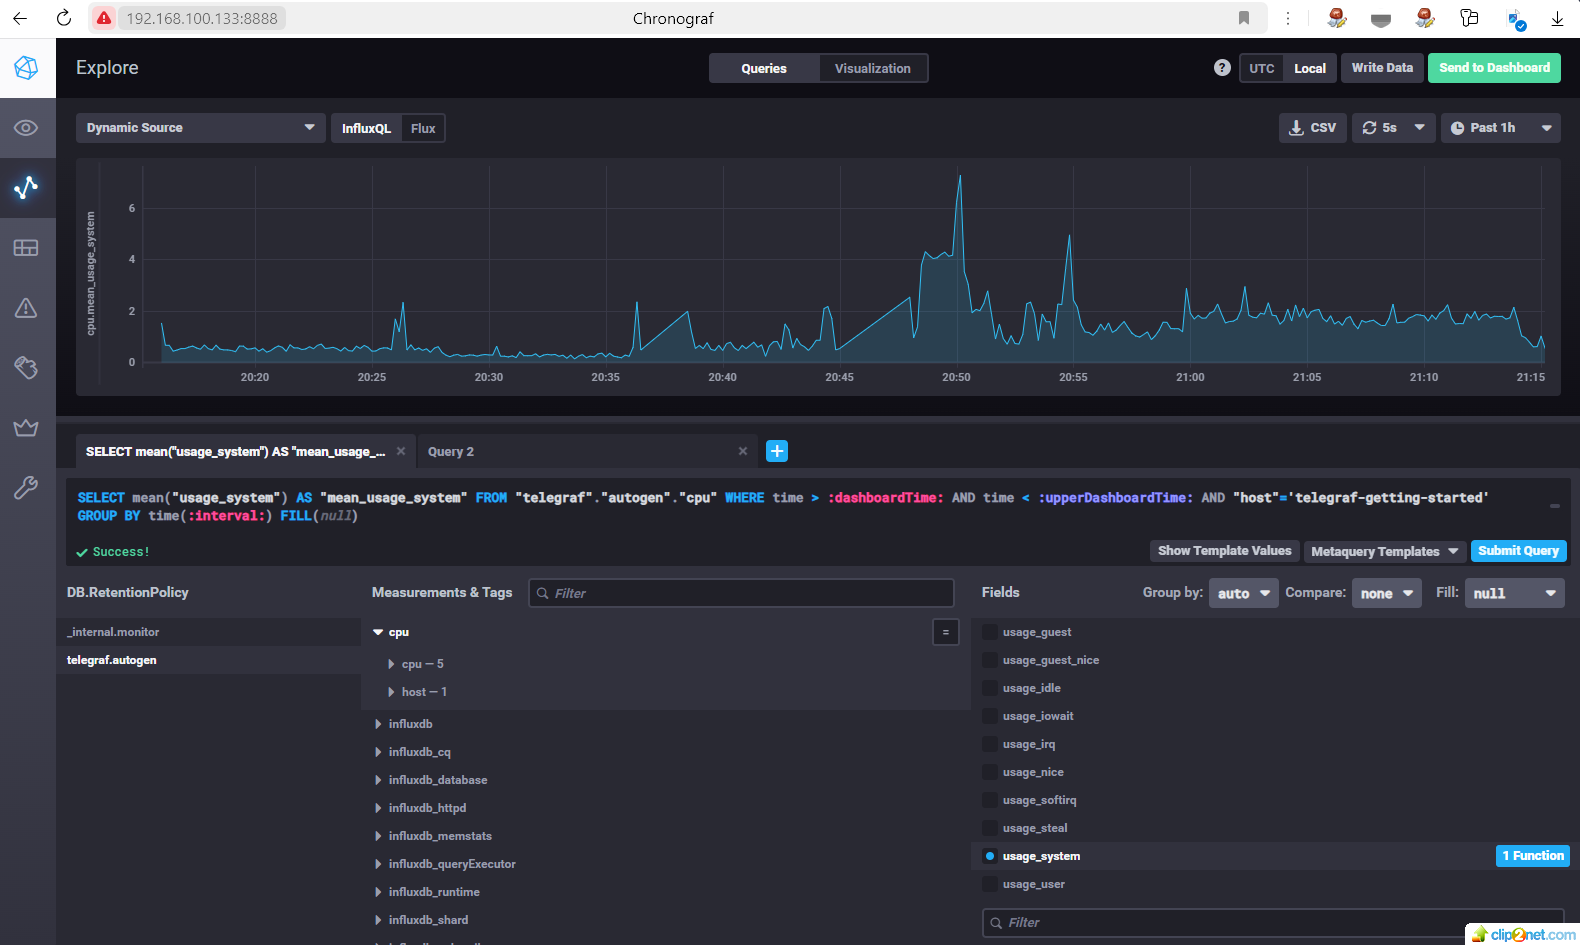 192.168.100.133:8888
Chronograf
Explore
Queries
Visualization
?
UTC
Local
Write Data
Send to Dashboard
Dynamic Source
InfluxQL
Flux
CSV
5s
Past 1h
cpu.mean_usage_system
6
4
2
0
20:20
20:25
20:30
20:35
20:40
20:45
20:50
20:55
21:00
21:05
21:10
21:15
SELECT mean("usage_system") AS "mean_usage_...
Query 2
SELECT mean("usage_system") AS "mean_usage_system" FROM "telegraf"."autogen"."cpu" WHERE time > :dashboardTime: AND time < :upperDashboardTime: AND "host"='telegraf-getting-started'
GROUP BY time(:interval:) FILL(null)
Success!
Show Template Values
Metaquery Templates
Submit Query
DB.RetentionPolicy
_internal.monitor
telegraf.autogen
Measurements & Tags
Filter
cpu
=
cpu — 5
host — 1
influxdb
influxdb_cq
influxdb_database
influxdb_httpd
influxdb_memstats
influxdb_queryExecutor
influxdb_runtime
influxdb_shard
Fields
Group by:
auto
Compare:
none
Fill:
null
usage_guest
usage_guest_nice
usage_idle
usage_iowait
usage_irq
usage_nice
usage_softirq
usage_steal
usage_system
1 Function
usage_user
Filter
clip2net.com